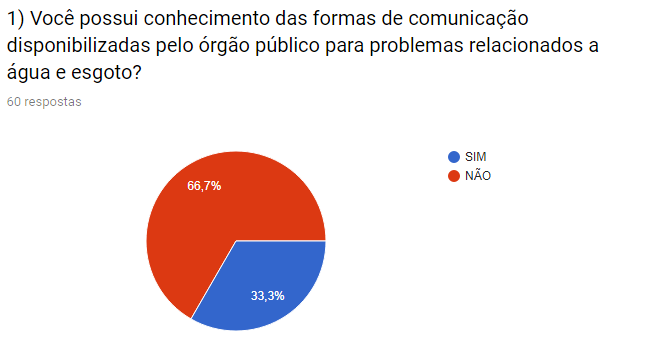 1) Você possui conhecimento das formas de comunicação
disponibilizadas pelo órgão público para problemas relacionados a
água e esgoto?
60 respostas
SIM
NÃO
66,7%
33,3%